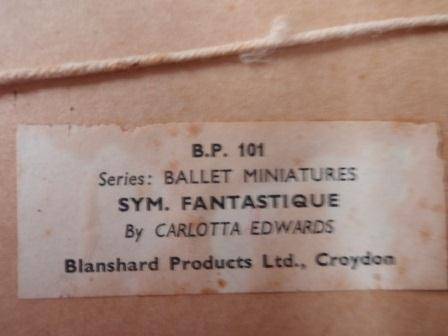 B.P. 101
Series: BALLET MINIATURES
SYM. FANTASTIQUE
By CARLOTTA EDWARDS
Blanshard Products Ltd., Croydon